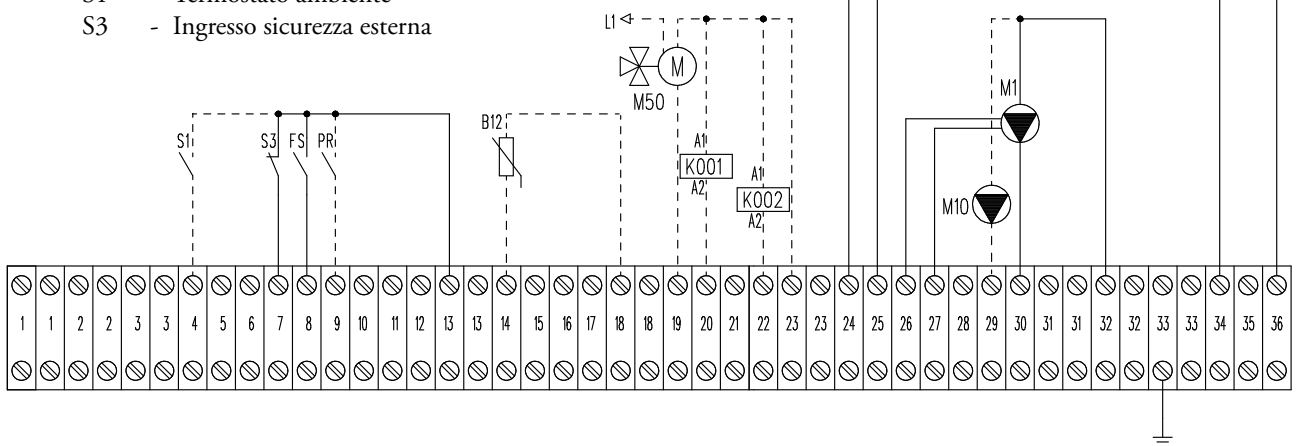 S1 - Termostato ambiente
S3 - Ingresso sicurezza esterna
L1
M
M50
M1
S1
S3 FS PR
B12
A1
K001
A2
A1
K002
A2
M10
1 1 2 2 3 3 4 5 6 7 8 9 10 11 12 13 13 14 15 16 17 18 18 19 20 21 22 23 23 24 25 26 27 28 29 30 31 31 32 32 33 33 34 35 36